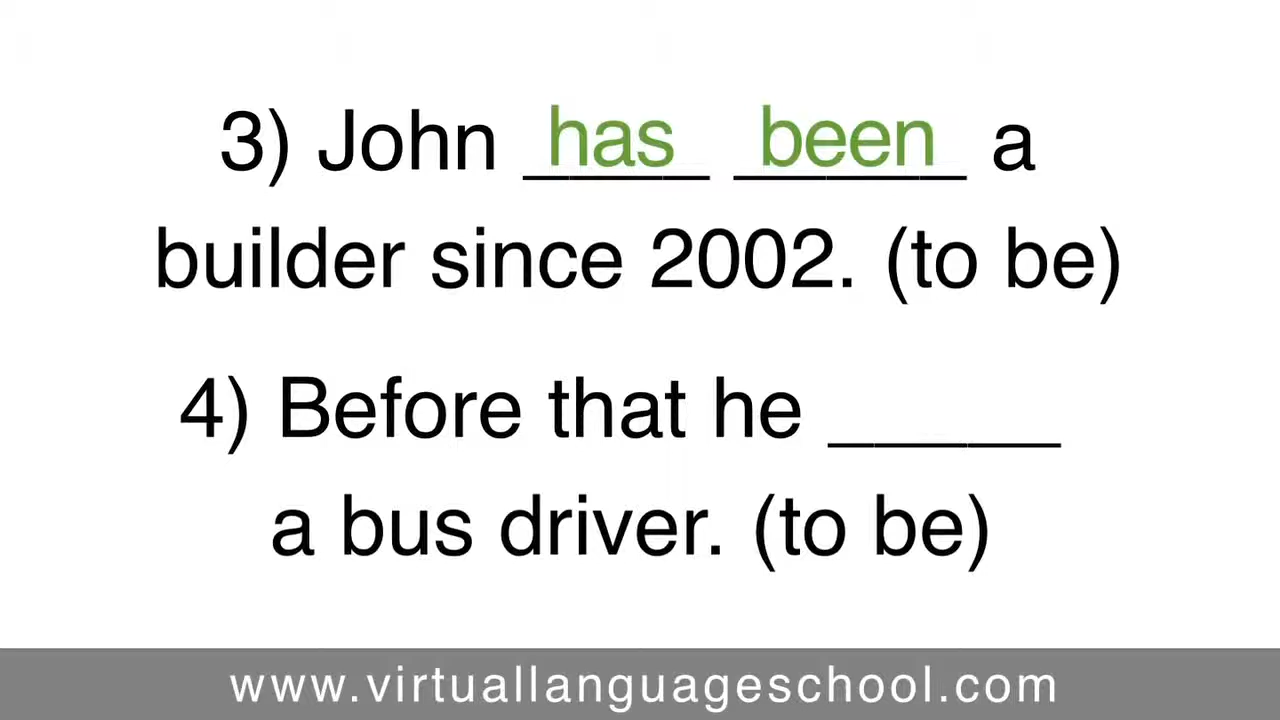 3) John has been a
builder since 2002. (to be)
4) Before that he _____
a bus driver. (to be)
www.virtuallanguageschool.com